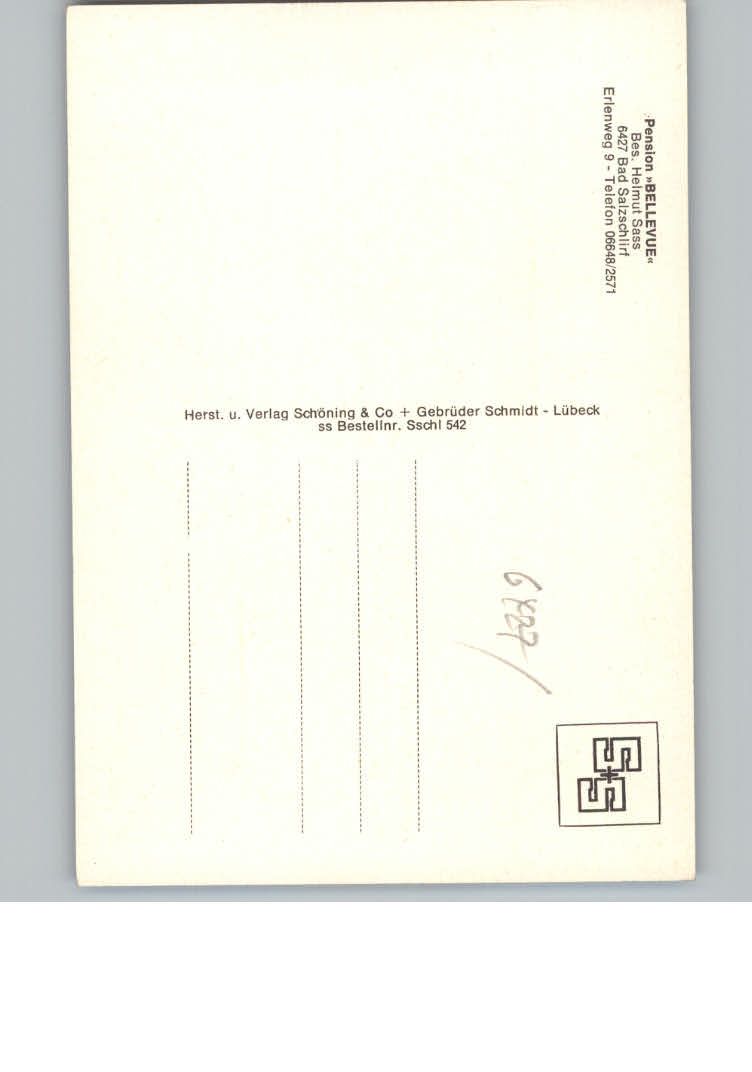 Pension »BELLEVUE«
Bes. Helmut Sass
6427 Bad Salzschlirf
Erlenweg 9 - Telefon 06648/2571
Herst. u. Verlag Schöning & Co + Gebrüder Schmidt - Lübeck
ss Bestellnr. Sschl 542
6427/
S+S